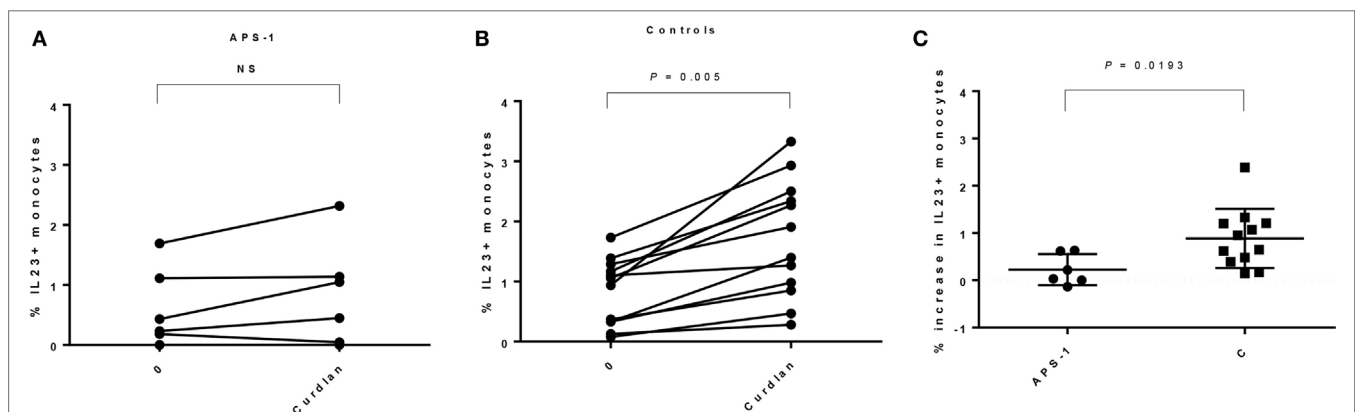 A
APS-1
NS
% IL23+ monocytes
4
3
2
1
0
0
Curdlan
B
Controls
P = 0.005
% IL23+ monocytes
4
3
2
1
0
0
Curdlan
C
P = 0.0193
% increase in IL23+ monocytes
4
3
2
1
0
-1
APS-1
C